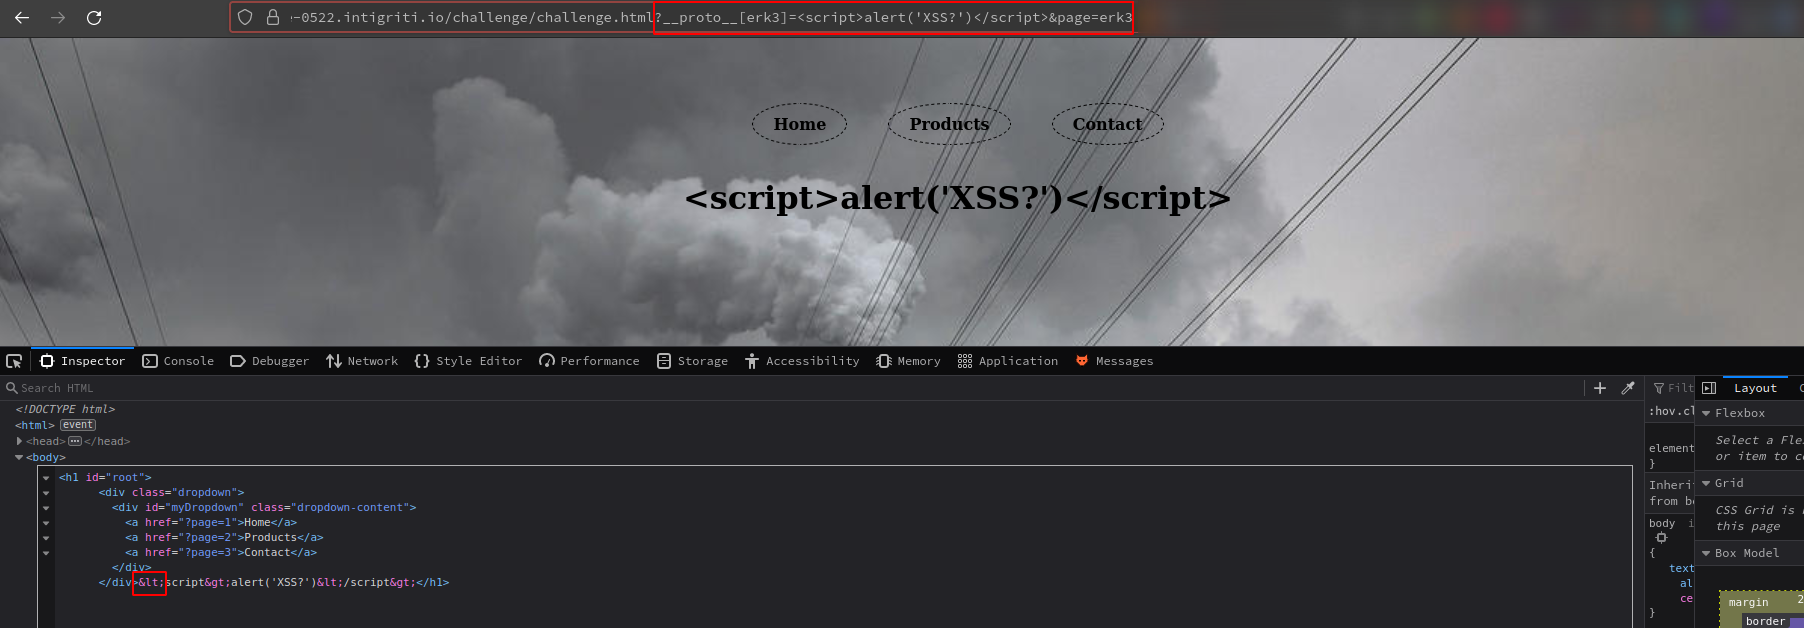 -0522.intigriti.io/challenge/challenge.html?__proto__[erk3]=<script>alert('XSS?')</script>&page=erk3
Home Products Contact
<script>alert('XSS?')</script>
Inspector Console Debugger Network Style Editor Performance Storage Accessibility Memory Application Messages
Search HTML
Filt
Layout
<!DOCTYPE html>
<html> event
<head> ••• </head>
<body>
<h1 id="root">
<div class="dropdown">
<div id="myDropdown" class="dropdown-content">
<a href="?page=1">Home</a>
<a href="?page=2">Products</a>
<a href="?page=3">Contact</a>
</div>
</div>&lt;script&gt;alert('XSS?')&lt;/script&gt;</h1>
:hov .cl
element
}
Inheri
from bo
body i
{
text
al
ce
}
Flexbox
Select a Fle
or item to co
Grid
CSS Grid is
this page
Box Model
margin 2
border